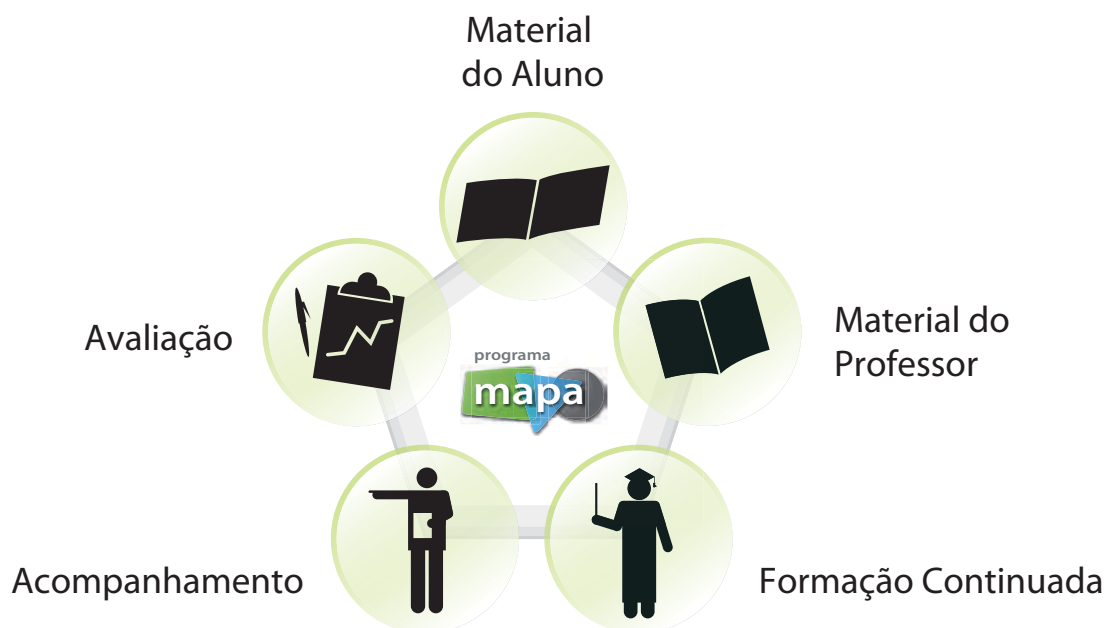 Material
do Aluno
Avaliação
Material do
Professor
programa
mapa
Acompanhamento
Formação Continuada